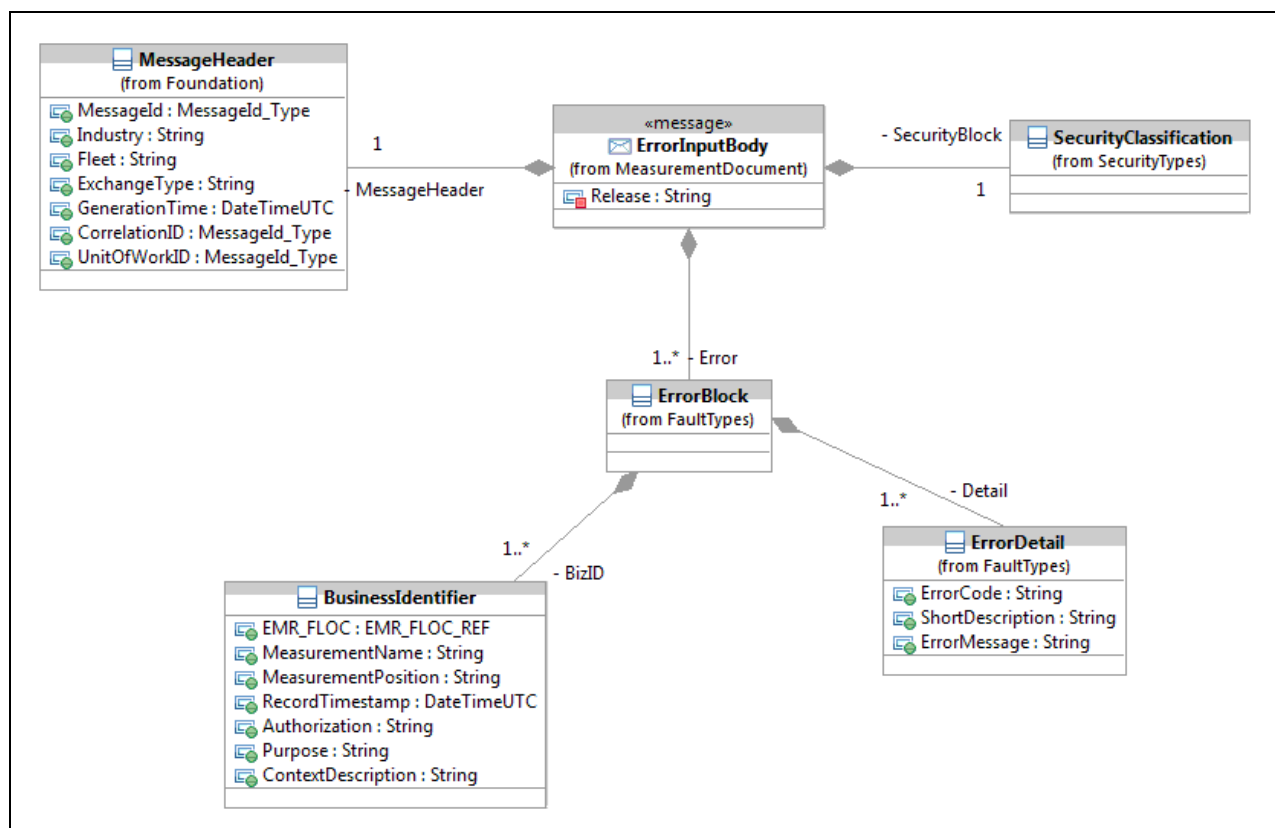 MessageHeader
(from Foundation)
MessageId : MessageId_Type
Industry : String
Fleet : String
ExchangeType : String
GenerationTime : DateTimeUTC
CorrelationID : MessageId_Type
UnitOfWorkID : MessageId_Type
1
- MessageHeader
«message»
ErrorInputBody
(from MeasurementDocument)
Release : String
- SecurityBlock
1
SecurityClassification
(from SecurityTypes)
1..* - Error
ErrorBlock
(from FaultTypes)
1..*
- BizID
1..*
- Detail
BusinessIdentifier
EMR_FLOC : EMR_FLOC_REF
MeasurementName : String
MeasurementPosition : String
RecordTimestamp : DateTimeUTC
Authorization : String
Purpose : String
ContextDescription : String
ErrorDetail
(from FaultTypes)
ErrorCode : String
ShortDescription : String
ErrorMessage : String